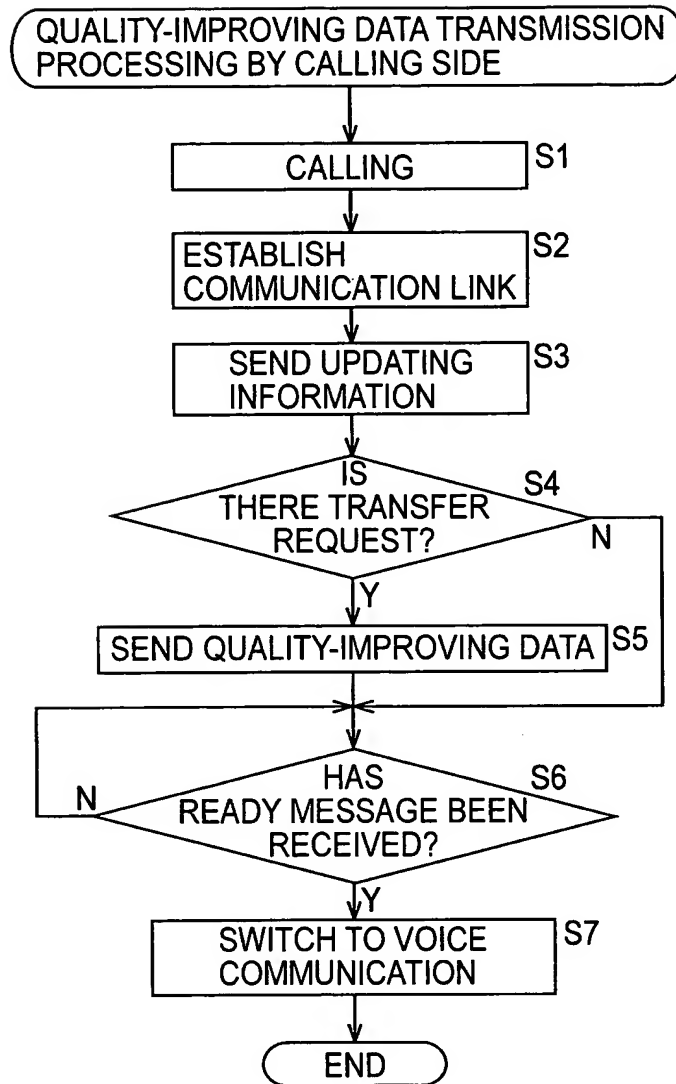 QUALITY-IMPROVING DATA TRANSMISSION
PROCESSING BY CALLING SIDE
CALLING
S1
ESTABLISH
COMMUNICATION LINK
S2
SEND UPDATING
INFORMATION
S3
IS
THERE TRANSFER
REQUEST?
S4
N
Y
SEND QUALITY-IMPROVING DATA
S5
HAS
READY MESSAGE BEEN
RECEIVED?
S6
N
Y
SWITCH TO VOICE
COMMUNICATION
S7
END